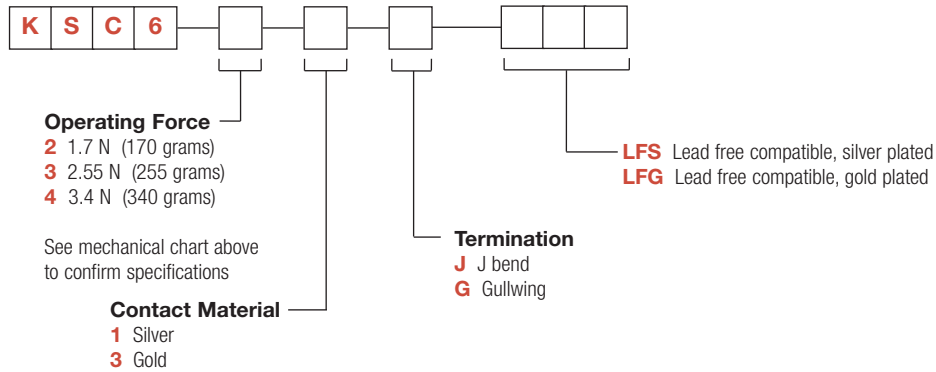 K S C 6
Operating Force
2 1.7 N (170 grams)
3 2.55 N (255 grams)
4 3.4 N (340 grams)
See mechanical chart above
to confirm specifications
Contact Material
1 Silver
3 Gold
Termination
J J bend
G Gullwing
LFS Lead free compatible, silver plated
LFG Lead free compatible, gold plated